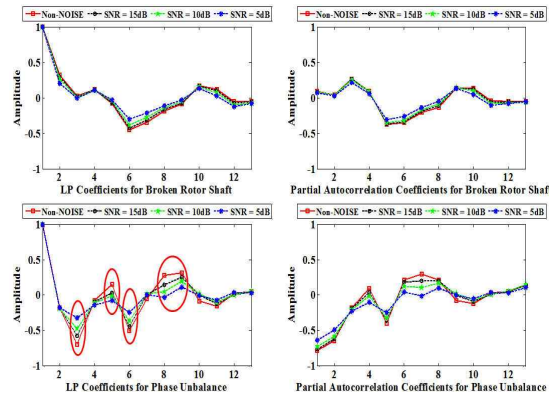 Non-NOISE SNR = 15dB SNR = 10dB SNR = 5dB
Amplitude
1
0.5
0
-0.5
-1
2 4 6 8 10 12
LP Coefficients for Broken Rotor Shaft
Non-NOISE SNR = 15dB SNR = 10dB SNR = 5dB
Amplitude
1
0.5
0
-0.5
-1
2 4 6 8 10 12
Partial Autocorrelation Coefficients for Broken Rotor Shaft
Non-NOISE SNR = 15dB SNR = 10dB SNR = 5dB
Amplitude
1
0.5
0
-0.5
-1
2 4 6 8 10 12
LP Coefficients for Phase Unbalance
Non-NOISE SNR = 15dB SNR = 10dB SNR = 5dB
Amplitude
1
0.5
0
-0.5
-1
2 4 6 8 10 12
Partial Autocorrelation Coefficients for Phase Unbalance